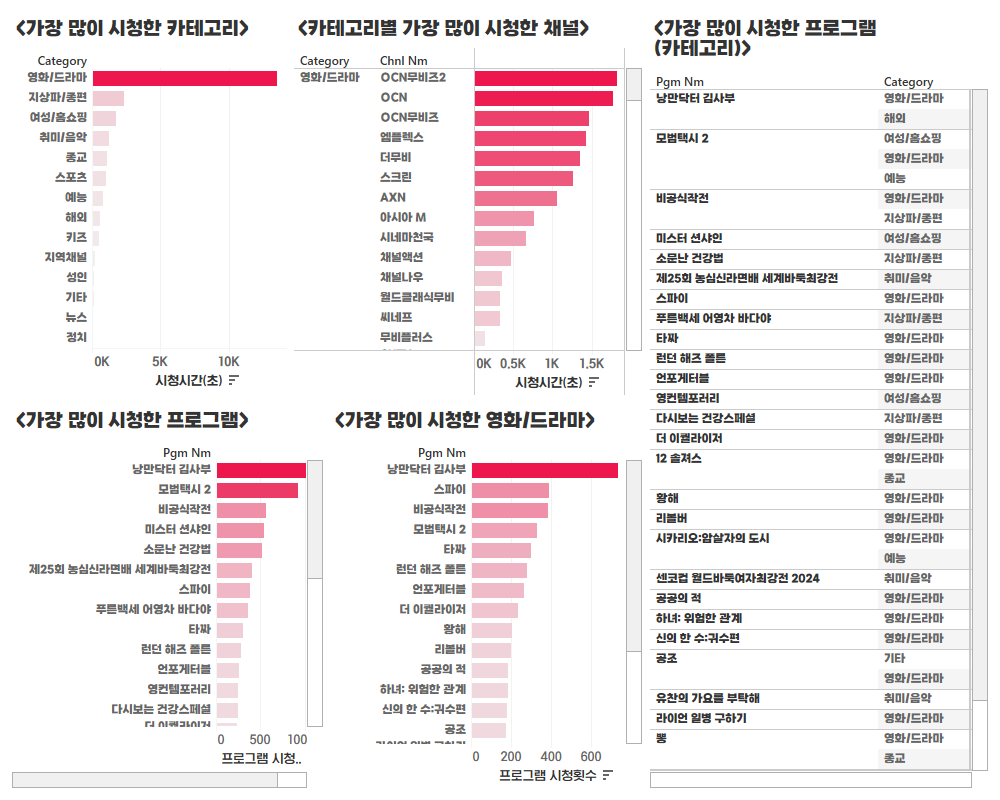 <가장 많이 시청한 카테고리>
Category
영화/드라마
지상파/종편
여성/홈쇼핑
취미/음악
종교
스포츠
예능
해외
키즈
지역채널
성인
기타
뉴스
정치
0K 5K 10K
시청시간(초)
<카테고리별 가장 많이 시청한 채널>
Category Chnl Nm
영화/드라마 OCN무비즈2
OCN
OCN무비즈
엠플렉스
더무비
스크린
AXN
아시아 M
시네마천국
채널액션
채널나우
월드클래식무비
씨네프
무비플러스
0K 0.5K 1K 1.5K
시청시간(초)
<가장 많이 시청한 프로그램
(카테고리)>
Pgm Nm Category
낭만닥터 김사부 영화/드라마
해외
모범택시 2 여성/홈쇼핑
영화/드라마
예능
비공식작전 영화/드라마
지상파/종편
미스터 션샤인 여성/홈쇼핑
소문난 건강법 지상파/종편
제25회 농심신라면배 세계바둑최강전 취미/음악
스파이 영화/드라마
푸른백세 어영차 바다야 지상파/종편
타짜 영화/드라마
런던 해즈 폴른 영화/드라마
언포게터블 영화/드라마
영컨템포러리 여성/홈쇼핑
다시보는 건강스페셜 지상파/종편
더 이퀄라이저 영화/드라마
12 솔져스 영화/드라마
종교
황해 영화/드라마
리볼버 영화/드라마
시카리오:암살자의 도시 영화/드라마
예능
센코컵 월드바둑여자최강전 2024 취미/음악
공공의 적 영화/드라마
하녀: 위험한 관계 영화/드라마
신의 한 수:귀수편 영화/드라마
공조 기타
영화/드라마
유찬의 가요를 부탁해 취미/음악
라이언 일병 구하기 영화/드라마
뽕 영화/드라마
종교
<가장 많이 시청한 프로그램>
Pgm Nm
낭만닥터 김사부
모범택시 2
비공식작전
미스터 션샤인
소문난 건강법
제25회 농심신라면배 세계바둑최강전
스파이
푸른백세 어영차 바다야
타짜
런던 해즈 폴른
언포게터블
영컨템포러리
다시보는 건강스페셜
더 이퀄라이저
0 500 100
프로그램 시청..
<가장 많이 시청한 영화/드라마>
Pgm Nm
낭만닥터 김사부
스파이
비공식작전
모범택시 2
타짜
런던 해즈 폴른
언포게터블
더 이퀄라이저
황해
리볼버
공공의 적
하녀: 위험한 관계
신의 한 수:귀수편
공조
0 200 400 600
프로그램 시청횟수